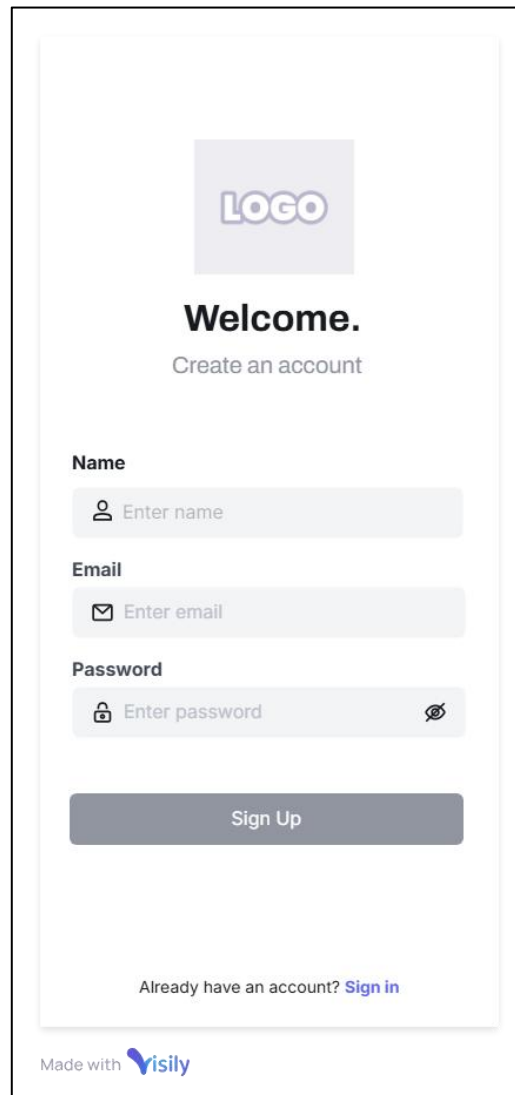 LOGO
Welcome.
Create an account
Name
Enter name
Email
Enter email
Password
Enter password
Sign Up
Already have an account? Sign in
Made with Visily